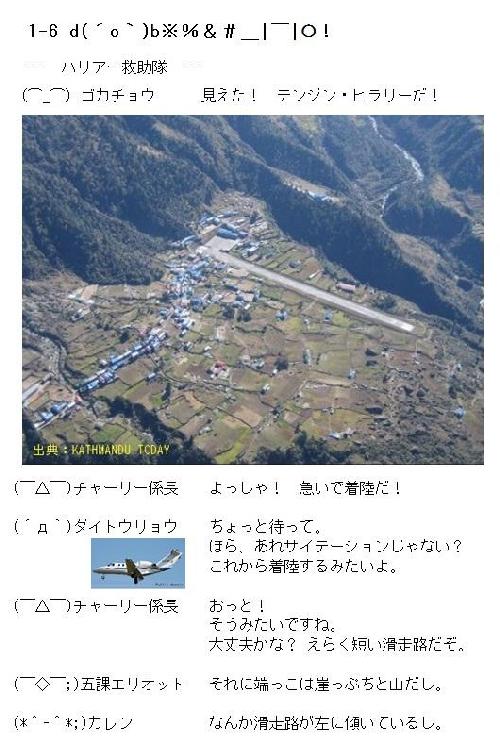 1-6 d(´o｀)b※％＆＃＿|￣|○！
ハリアー救助隊
(⌒_⌒) ゴカチョウ 見えた！ テンジン・ヒラリーだ！
出典：KATHMANDU TODAY
(￣△￣)チャーリー係長 よっしゃ！ 急いで着陸だ！
(´д｀)ダイトウリョウ ちょっと待って。
ほら、あれサイテーションじゃない？
これから着陸するみたいよ。
(￣△￣)チャーリー係長 おっと！
そうみたいですね。
大丈夫かな？ えらく短い滑走路だぞ。
(￣◇￣;)五課エリオット それに端っこは崖っぷちと山だし。
(*´-｀*;)カレン なんか滑走路が左に傾いているし。